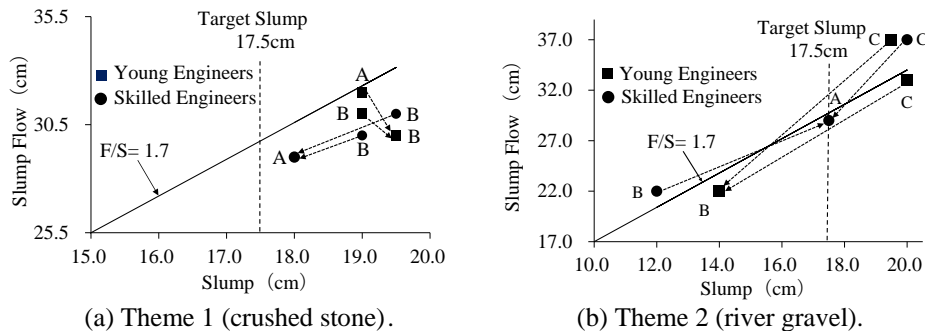 35.5
30.5
25.5
Slump Flow (cm)
Target Slump
17.5cm
Young Engineers
Skilled Engineers
F/S= 1.7
A
B
B
B
B
A
15.0
16.0
17.0
18.0
19.0
20.0
Slump (cm)
(a) Theme 1 (crushed stone).
37.0
32.0
27.0
22.0
17.0
Slump Flow (cm)
Target Slump
17.5cm
Young Engineers
Skilled Engineers
C
C
A
C
F/S= 1.7
B
B
10.0
12.0
14.0
16.0
18.0
20.0
Slump (cm)
(b) Theme 2 (river gravel).